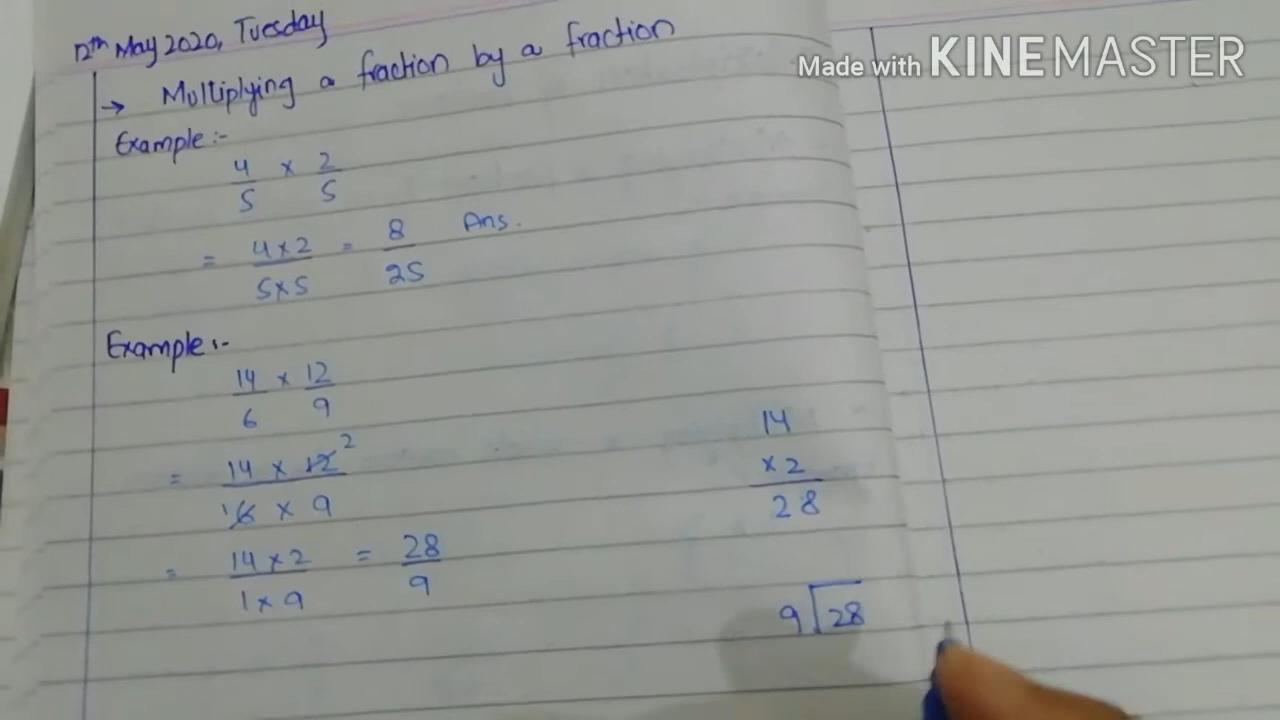 12th May 2020, Tuesday
→ Multiplying a fraction by a fraction
Made with KINEMASTER
Example :-
4/5 × 2/5
= 4×2/5×5 = 8/25 Ans.
Example :-
14/6 × 12/9
= 14 × 12 2/1 6 × 9
= 14 × 2/1 × 9 = 28/9
14
× 2
28
9 28